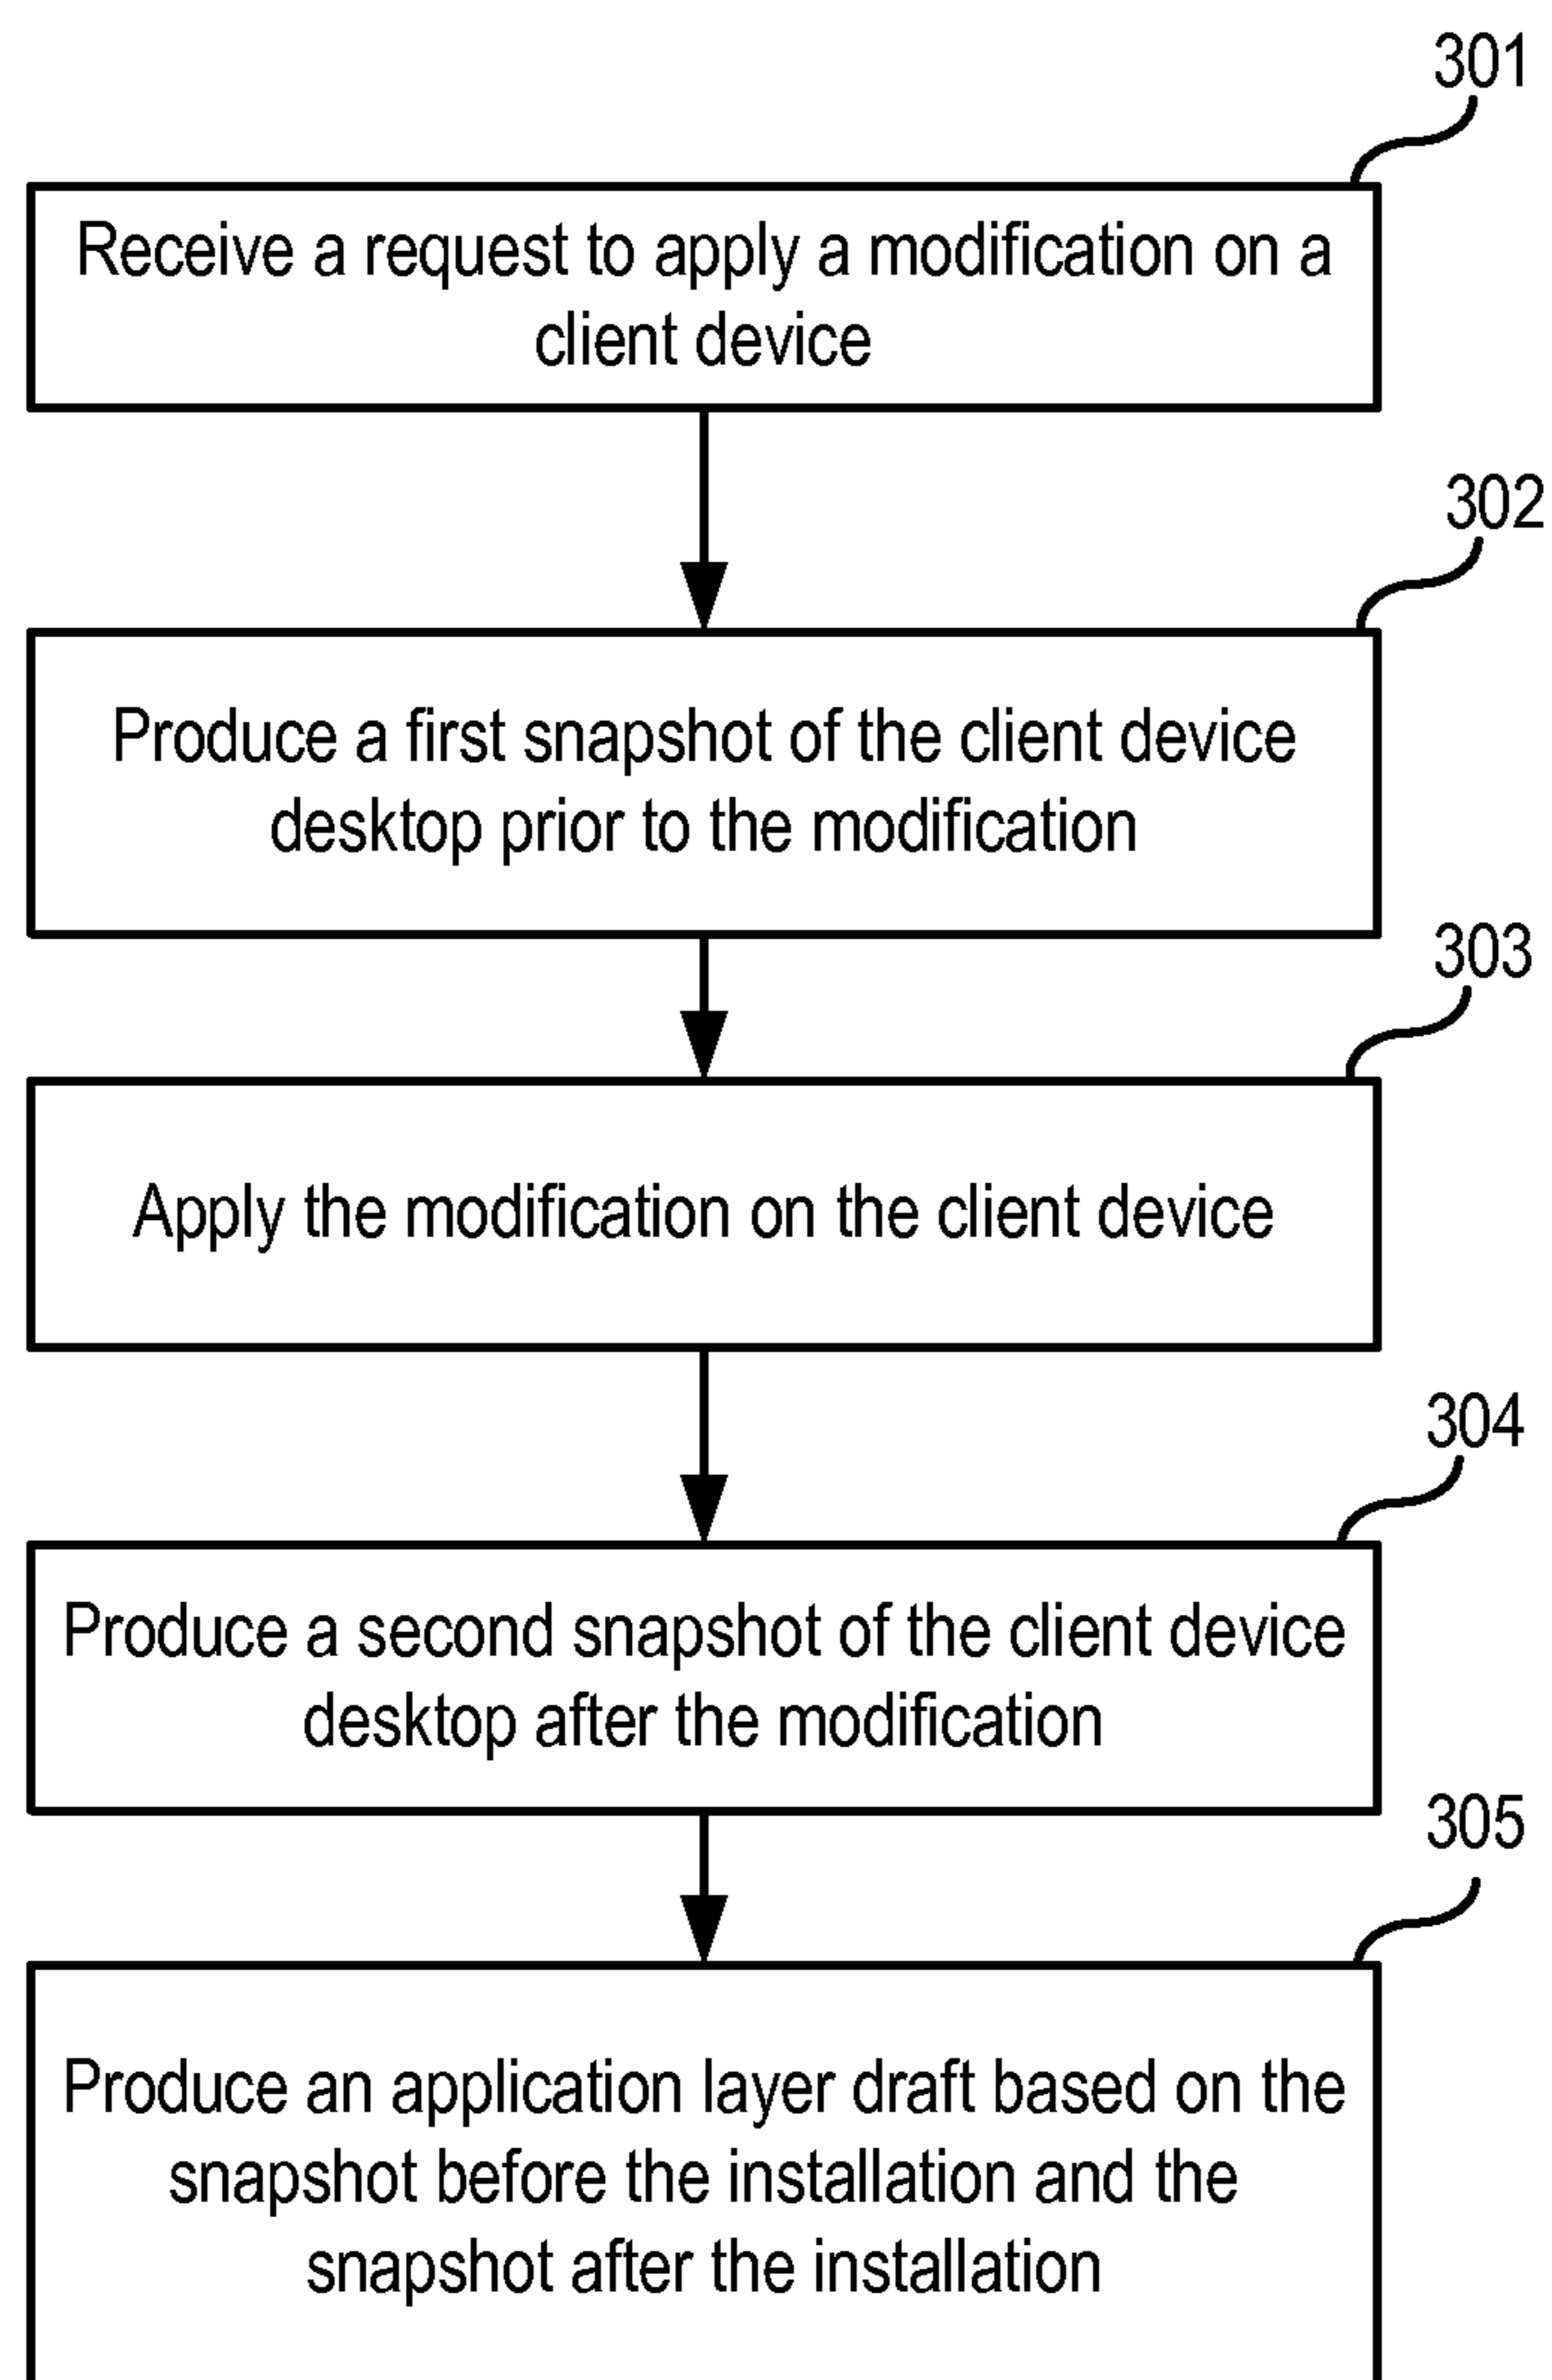 301
Receive a request to apply a modification on a
client device
302
Produce a first snapshot of the client device
desktop prior to the modification
303
Apply the modification on the client device
304
Produce a second snapshot of the client device
desktop after the modification
305
Produce an application layer draft based on the
snapshot before the installation and the
snapshot after the installation